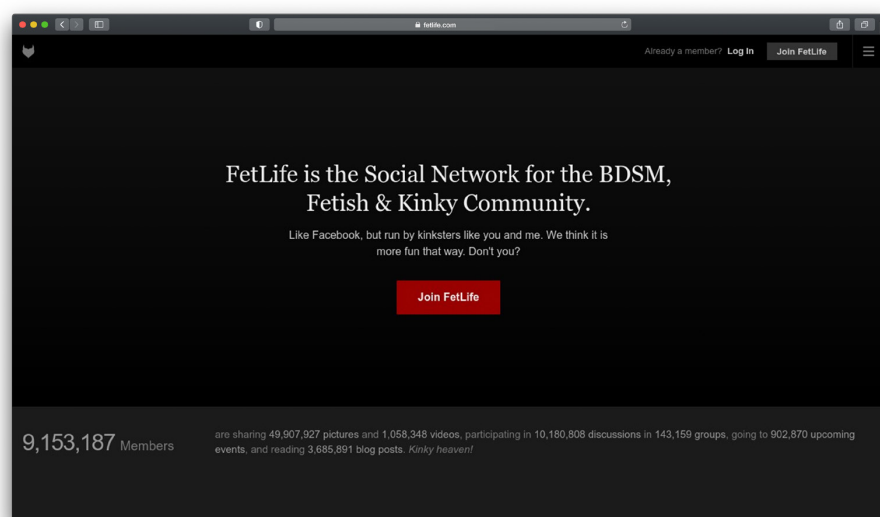 fetlife.com
Already a member? Log In Join FetLife
FetLife is the Social Network for the BDSM,
Fetish & Kinky Community.
Like Facebook, but run by kinksters like you and me. We think it is
more fun that way. Don't you?
Join FetLife
9,153,187 Members
are sharing 49,907,927 pictures and 1,058,348 videos, participating in 10,180,808 discussions in 143,159 groups, going to 902,870 upcoming
events, and reading 3,685,891 blog posts. Kinky heaven!